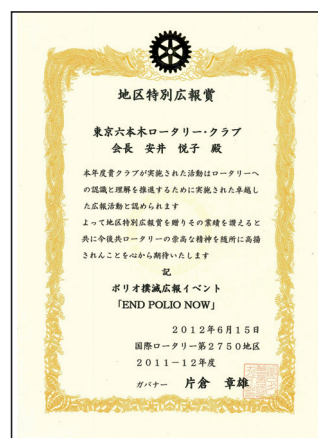 地区特別広報賞
東京六本木ロータリー・クラブ
会長 安井 悦子 殿
本年度貴クラブが実施された活動はロータリーへ
の認識と理解を推進するために実施された卓越し
た広報活動と認められます
よって地区特別広報賞を贈りその業績を讃えると
共に今後共ロータリーの崇高な精神を随所に高揚
されんことを心から期待いたします
記
ポリオ撲滅広報イベント
「END POLIO NOW」
2012年6月15日
国際ロータリー第2750地区
2011－12年度
ガバナー 片倉 章雄